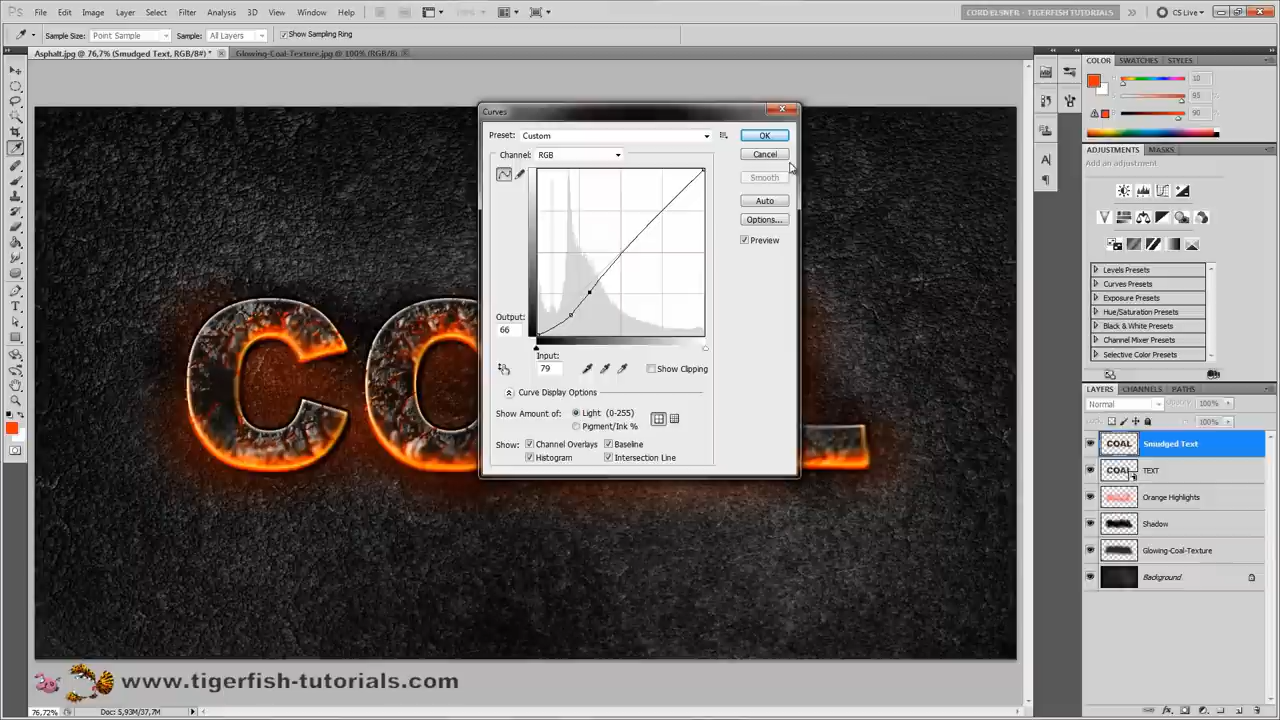 Ps File Edit Image Layer Select Filter Analysis 3D View Window Help
CORD ELSNER - TIGERFISH TUTORIALS CS Live
Sample Size: Point Sample Sample: All Layers Show Sampling Ring
Asphalt.jpg @ 76,7% (Smudged Text, RGB/8#) * Glowing-Coal-Texture.jpg @ 100% (RGB/8)
Curves
Preset: Custom
OK
Channel: RGB
Cancel
Smooth
Auto
Options...
Preview
Output:
66
Input:
79
Show Clipping
Curve Display Options
Show Amount of: Light (0-255)
Pigment/Ink %
Show: Channel Overlays Baseline
Histogram Intersection Line
COLOR SWATCHES STYLES
H 10
S 95
B 90
ADJUSTMENTS MASKS
Add an adjustment
Levels Presets
Curves Presets
Exposure Presets
Hue/Saturation Presets
Black & White Presets
Channel Mixer Presets
Selective Color Presets
LAYERS CHANNELS PATHS
Normal Opacity: 100%
Lock: Fill: 100%
COAL Smudged Text
COAL TEXT
Orange Highlights
Shadow
Glowing-Coal-Texture
Background
www.tigerfish-tutorials.com
76,72% Doc: 5,93M/37,7M